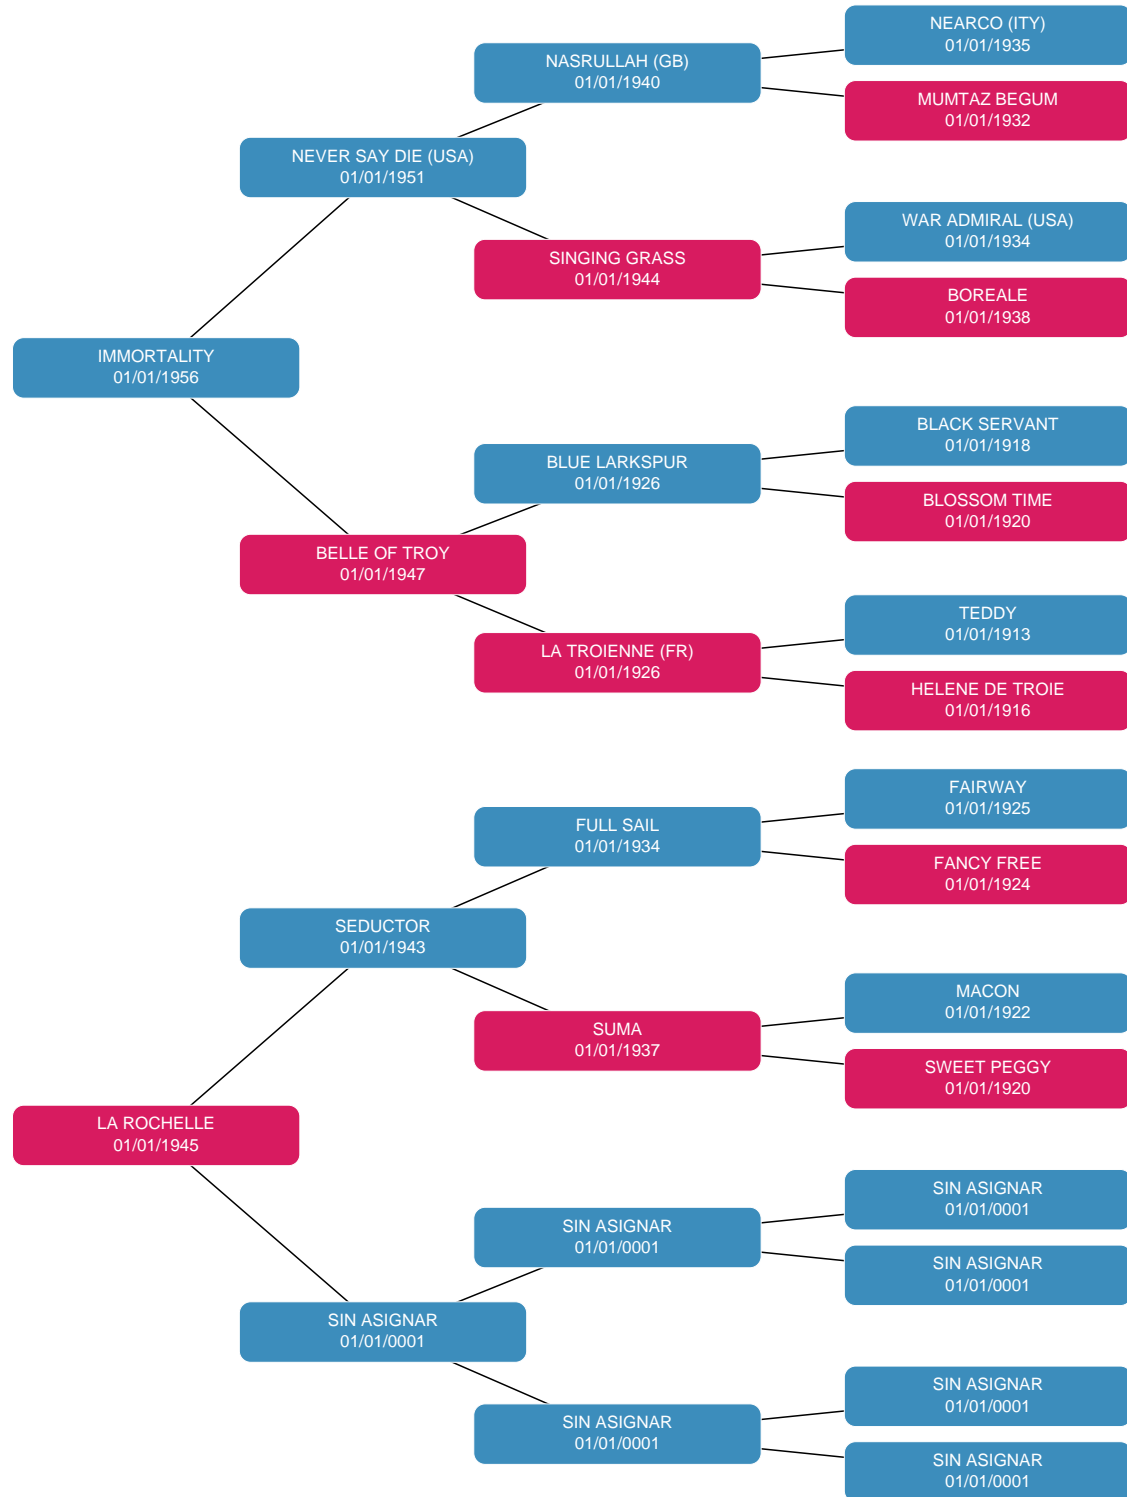 NEARCO (ITY)
01/01/1935
NASRULLAH (GB)
01/01/1940
MUMTAZ BEGUM
01/01/1932
NEVER SAY DIE (USA)
01/01/1951
WAR ADMIRAL (USA)
01/01/1934
SINGING GRASS
01/01/1944
BOREALE
01/01/1938
IMMORTALITY
01/01/1956
BLACK SERVANT
01/01/1918
BLUE LARKSPUR
01/01/1926
BLOSSOM TIME
01/01/1920
BELLE OF TROY
01/01/1947
TEDDY
01/01/1913
LA TROIENNE (FR)
01/01/1926
HELENE DE TROIE
01/01/1916
FAIRWAY
01/01/1925
FULL SAIL
01/01/1934
FANCY FREE
01/01/1924
SEDUCTOR
01/01/1943
MACON
01/01/1922
SUMA
01/01/1937
SWEET PEGGY
01/01/1920
LA ROCHELLE
01/01/1945
SIN ASIGNAR
01/01/0001
SIN ASIGNAR
01/01/0001
SIN ASIGNAR
01/01/0001
SIN ASIGNAR
01/01/0001
SIN ASIGNAR
01/01/0001
SIN ASIGNAR
01/01/0001
SIN ASIGNAR
01/01/0001